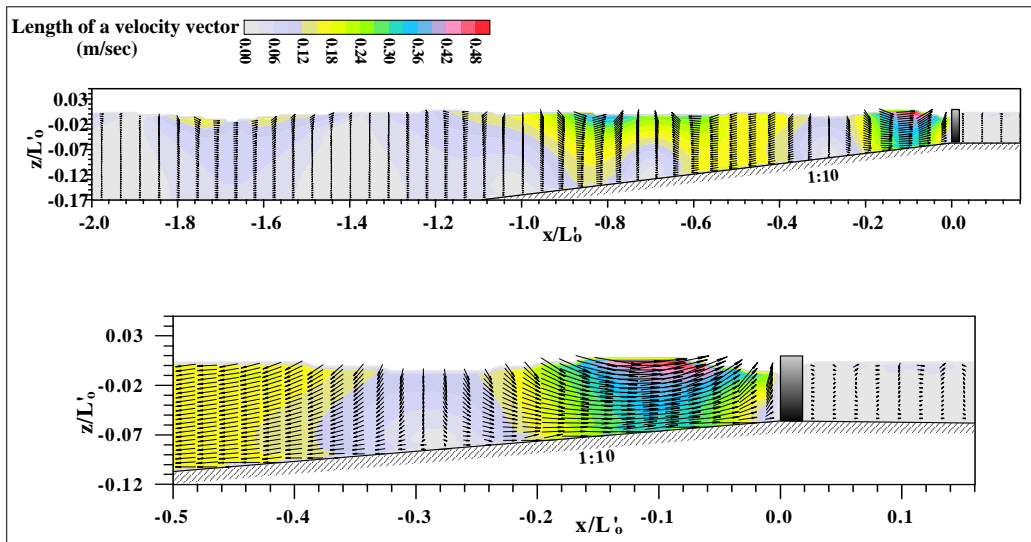 Length of a velocity vector
(m/sec)
0.00 0.06 0.12 0.18 0.24 0.30 0.36 0.42 0.48
0.03
-0.02
-0.07
-0.12
-0.17
z/L'o
1:10
-2.0 -1.8 -1.6 -1.4 -1.2 -1.0 -0.8 -0.6 -0.4 -0.2 0.0
x/L'o
0.03
-0.02
-0.07
-0.12
z/L'o
1:10
-0.5 -0.4 -0.3 -0.2 -0.1 0.0 0.1
x/L'o